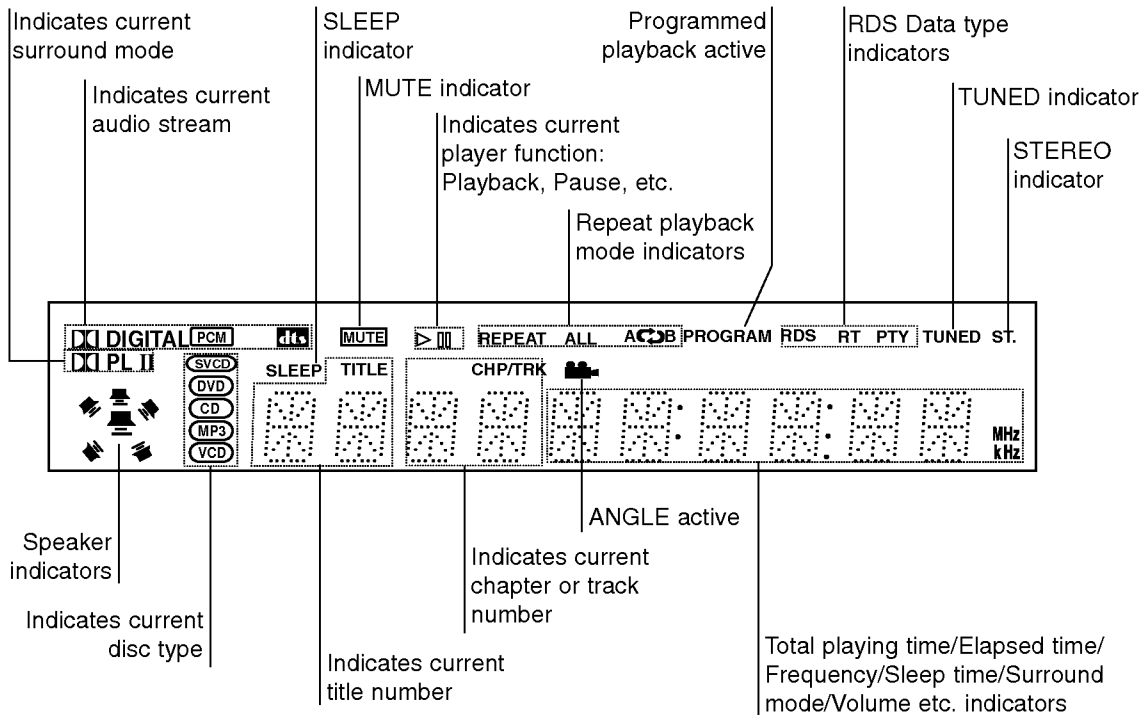 Indicates current
surround mode
SLEEP
indicator
Programmed
playback active
RDS Data type
indicators
Indicates current
audio stream
MUTE indicator
TUNED indicator
Indicates current
player function:
Playback, Pause, etc.
STEREO
indicator
Repeat playback
mode indicators
DIGITAL PCM dts MUTE REPEAT ALL A B PROGRAM RDS RT PTY TUNED ST.
PL II
SVCD SLEEP TITLE CHP/TRK
DVD
CD
MP3
VCD
MHz
kHz
ANGLE active
Speaker
indicators
Indicates current
chapter or track
number
Indicates current
disc type
Indicates current
title number
Total playing time/Elapsed time/
Frequency/Sleep time/Surround
mode/Volume etc. indicators